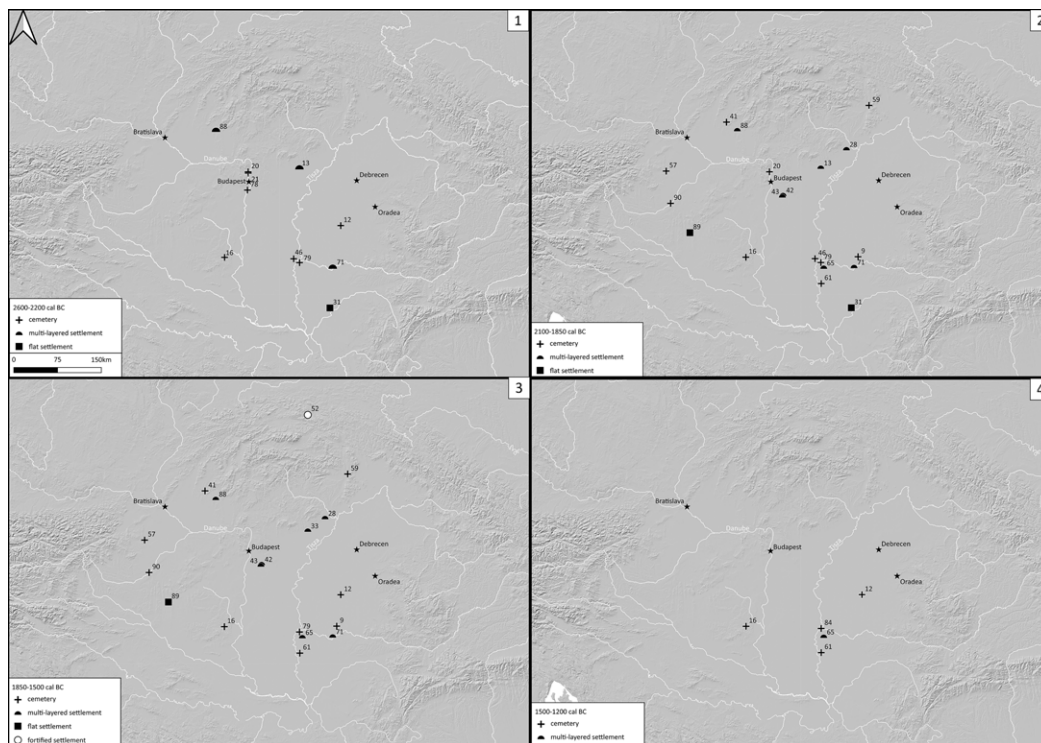 1
88
Bratislava
Danube
20
13
Budapest
21
78
Debrecen
Oradea
12
16
46
79
71
31
2600-2200 cal BC
cemetery
multi-layered settlement
flat settlement
0 75 150km
2
59
41
88
Bratislava
28
57
Danube
20
13
Budapest
Debrecen
43 42
90
Oradea
89
16
46
79
9
65
71
61
31
2100-1850 cal BC
cemetery
multi-layered settlement
flat settlement
3
52
59
41
88
Bratislava
28
33
57
Danube
Budapest
Debrecen
43 42
90
Oradea
89
12
16
79
9
65
71
61
1850-1500 cal BC
cemetery
multi-layered settlement
flat settlement
fortified settlement
4
Bratislava
Danube
Budapest
Debrecen
Oradea
12
16
84
65
61
1500-1200 cal BC
cemetery
multi-layered settlement